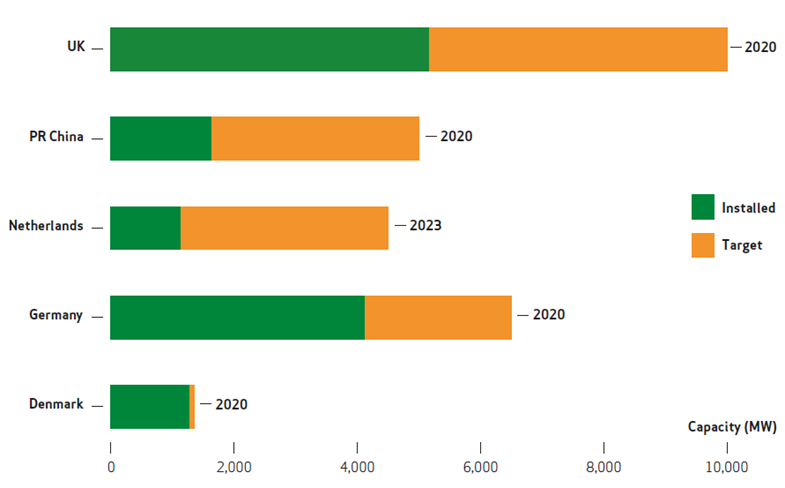 UK
2020
PR China
2020
Netherlands
2023
Germany
2020
Denmark
2020
Installed
Target
Capacity (MW)
0 2,000 4,000 6,000 8,000 10,000